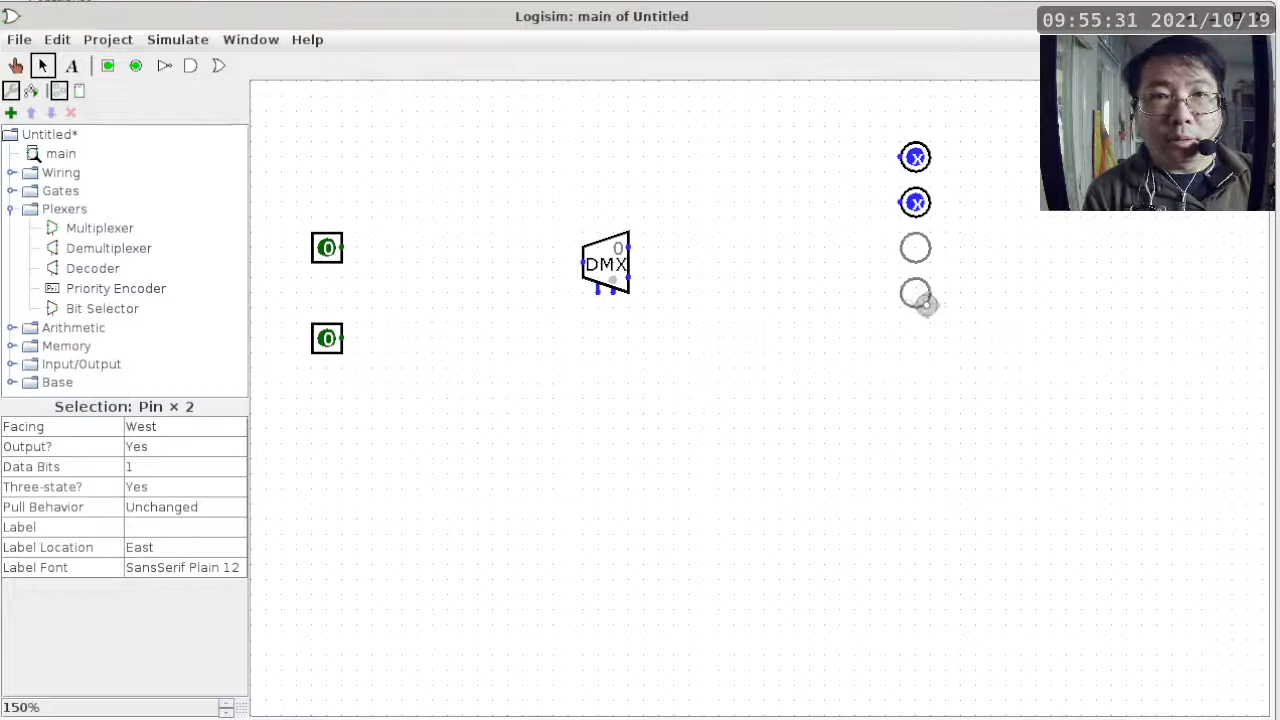 Logisim: main of Untitled
09:55:31 2021/10/19
File Edit Project Simulate Window Help
A
Untitled*
main
Wiring
Gates
Plexers
Multiplexer
Demultiplexer
Decoder
Priority Encoder
Bit Selector
Arithmetic
Memory
Input/Output
Base
Selection: Pin × 2
Facing West
Output? Yes
Data Bits 1
Three-state? Yes
Pull Behavior Unchanged
Label
Label Location East
Label Font SansSerif Plain 12
150%
x
x
0
0
DMX
0